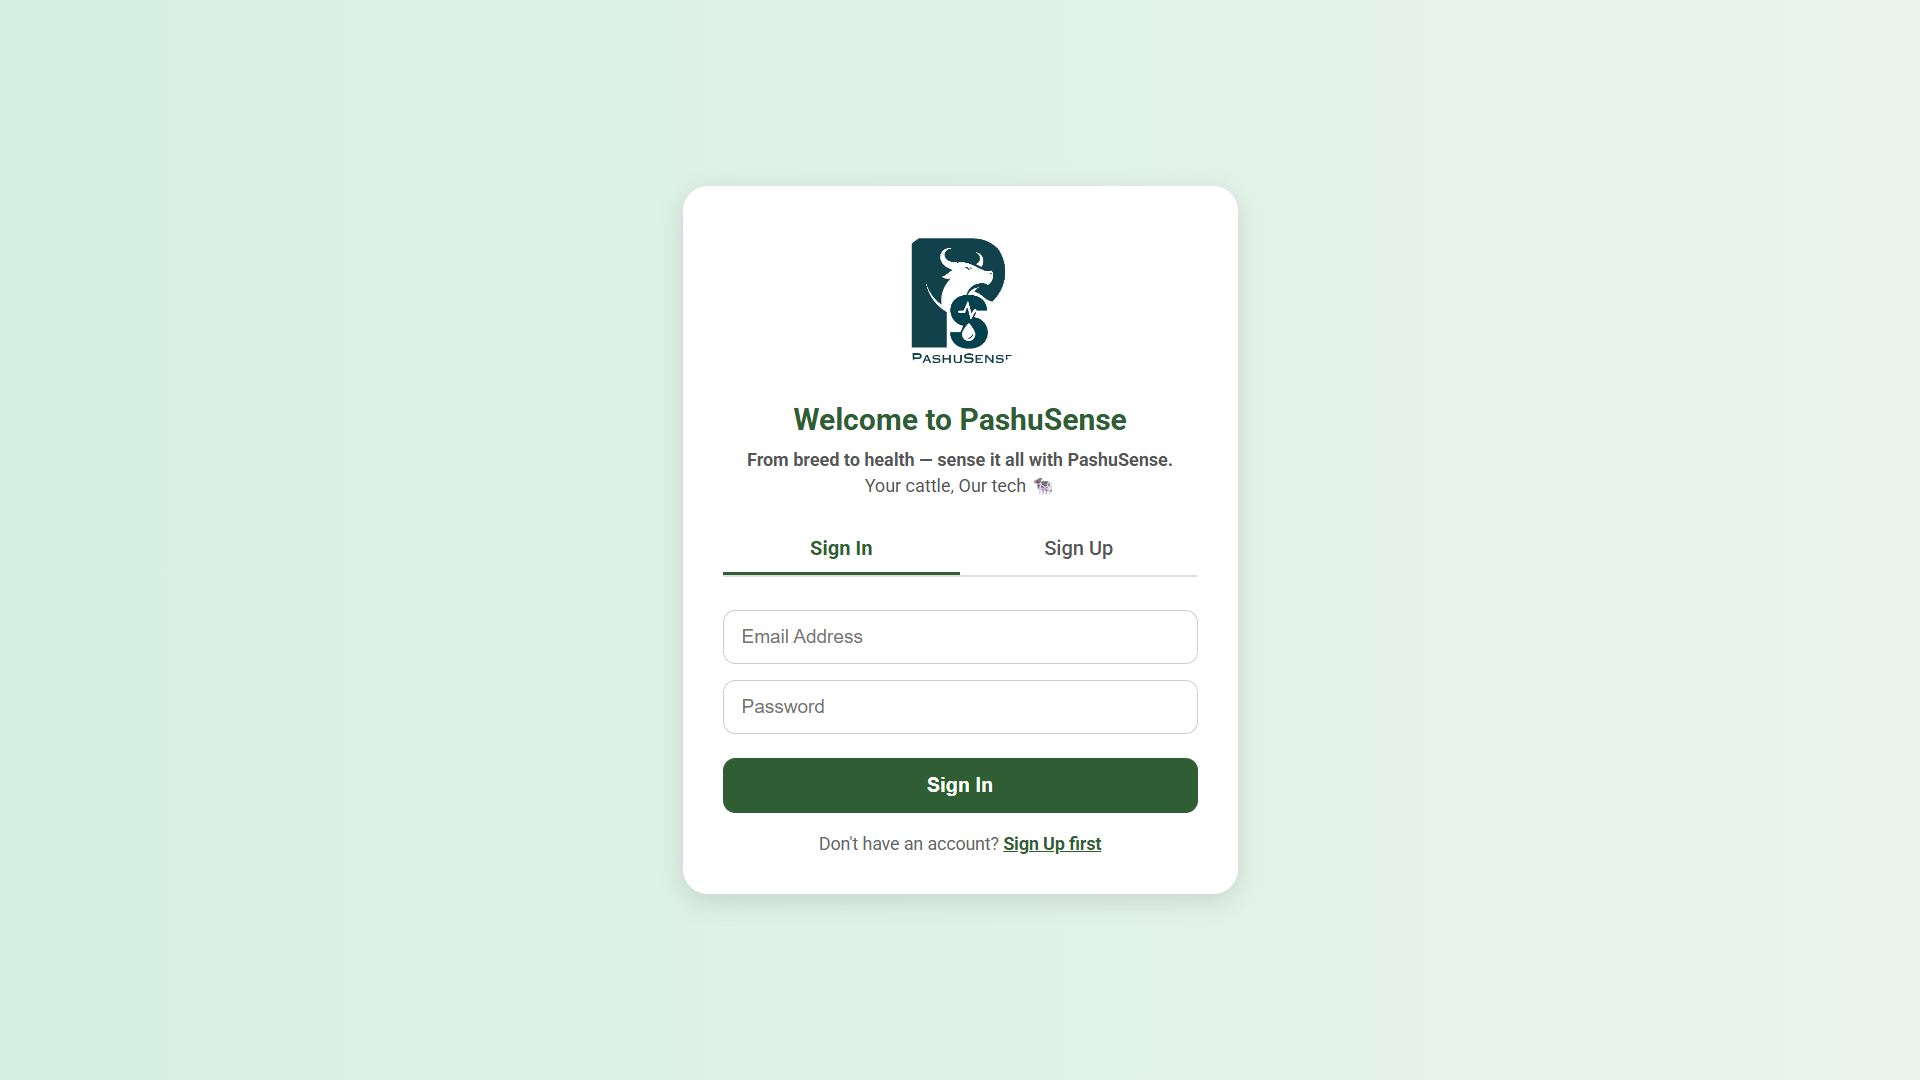 PASHUSENSE
Welcome to PashuSense
From breed to health — sense it all with PashuSense.
Your cattle, Our tech 🐄
Sign In
Sign Up
Email Address
Password
Sign In
Don't have an account? Sign Up first